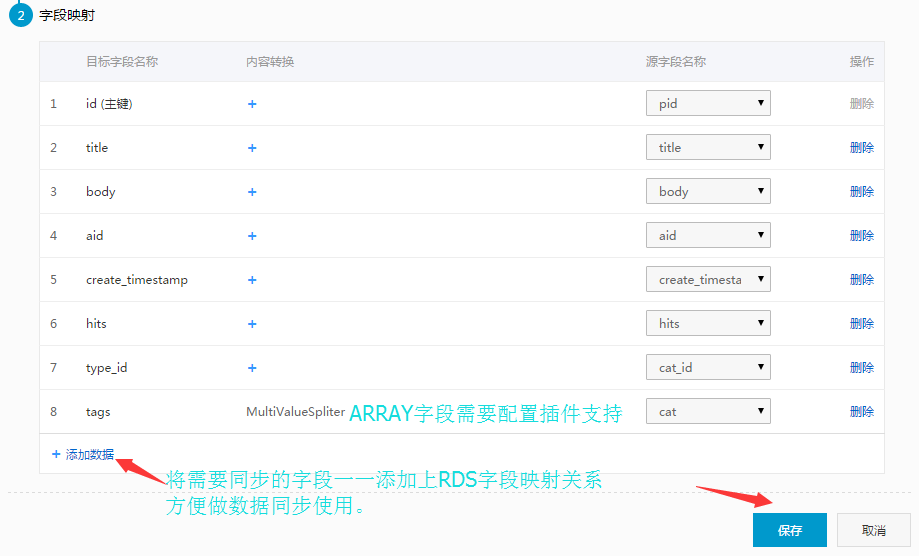 2 字段映射
目标字段名称 内容转换 源字段名称 操作
1 id (主键) + pid 删除
2 title + title 删除
3 body + body 删除
4 aid + aid 删除
5 create_timestamp + create_timesta 删除
6 hits + hits 删除
7 type_id + cat_id 删除
8 tags MultiValueSpliter ARRAY字段需要配置插件支持 cat 删除
+ 添加数据
将需要同步的字段一一添加上RDS字段映射关系
方便做数据同步使用。
保存 取消